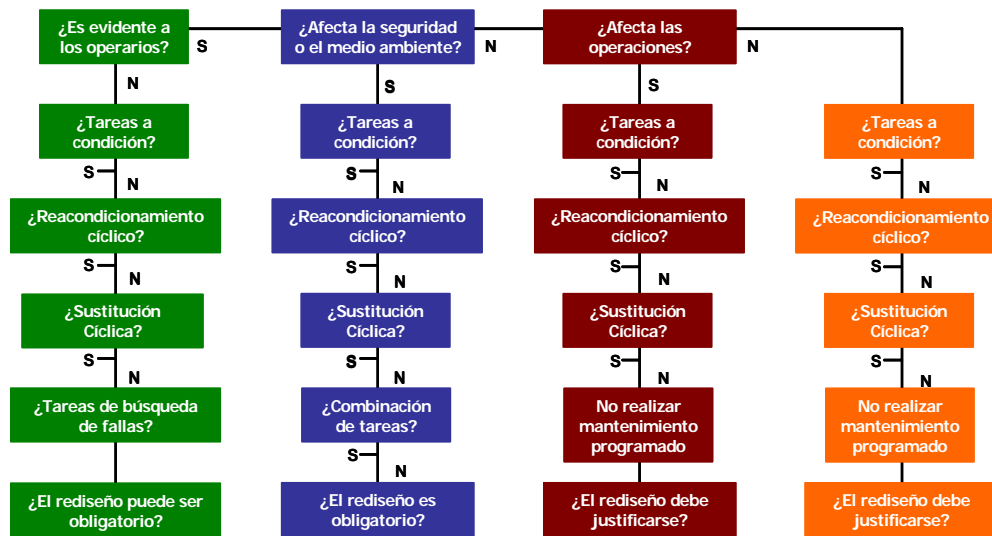 ¿Es evidente a
los operarios?
S
¿Afecta la seguridad
o el medio ambiente?
N
¿Afecta las
operaciones?
N
N
S
S
¿Tareas a
condición?
¿Tareas a
condición?
¿Tareas a
condición?
¿Tareas a
condición?
S
N
S
N
S
N
S
N
¿Reacondicionamiento
cíclico?
¿Reacondicionamiento
cíclico?
¿Reacondicionamiento
cíclico?
¿Reacondicionamiento
cíclico?
S
N
S
N
S
N
S
N
¿Sustitución
Cíclica?
¿Sustitución
Cíclica?
¿Sustitución
Cíclica?
¿Sustitución
Cíclica?
S
N
S
N
S
N
S
N
¿Tareas de búsqueda
de fallas?
¿Combinación
de tareas?
No realizar
mantenimiento
programado
No realizar
mantenimiento
programado
S
N
¿El rediseño puede ser
obligatorio?
¿El rediseño es
obligatorio?
¿El rediseño debe
justificarse?
¿El rediseño debe
justificarse?